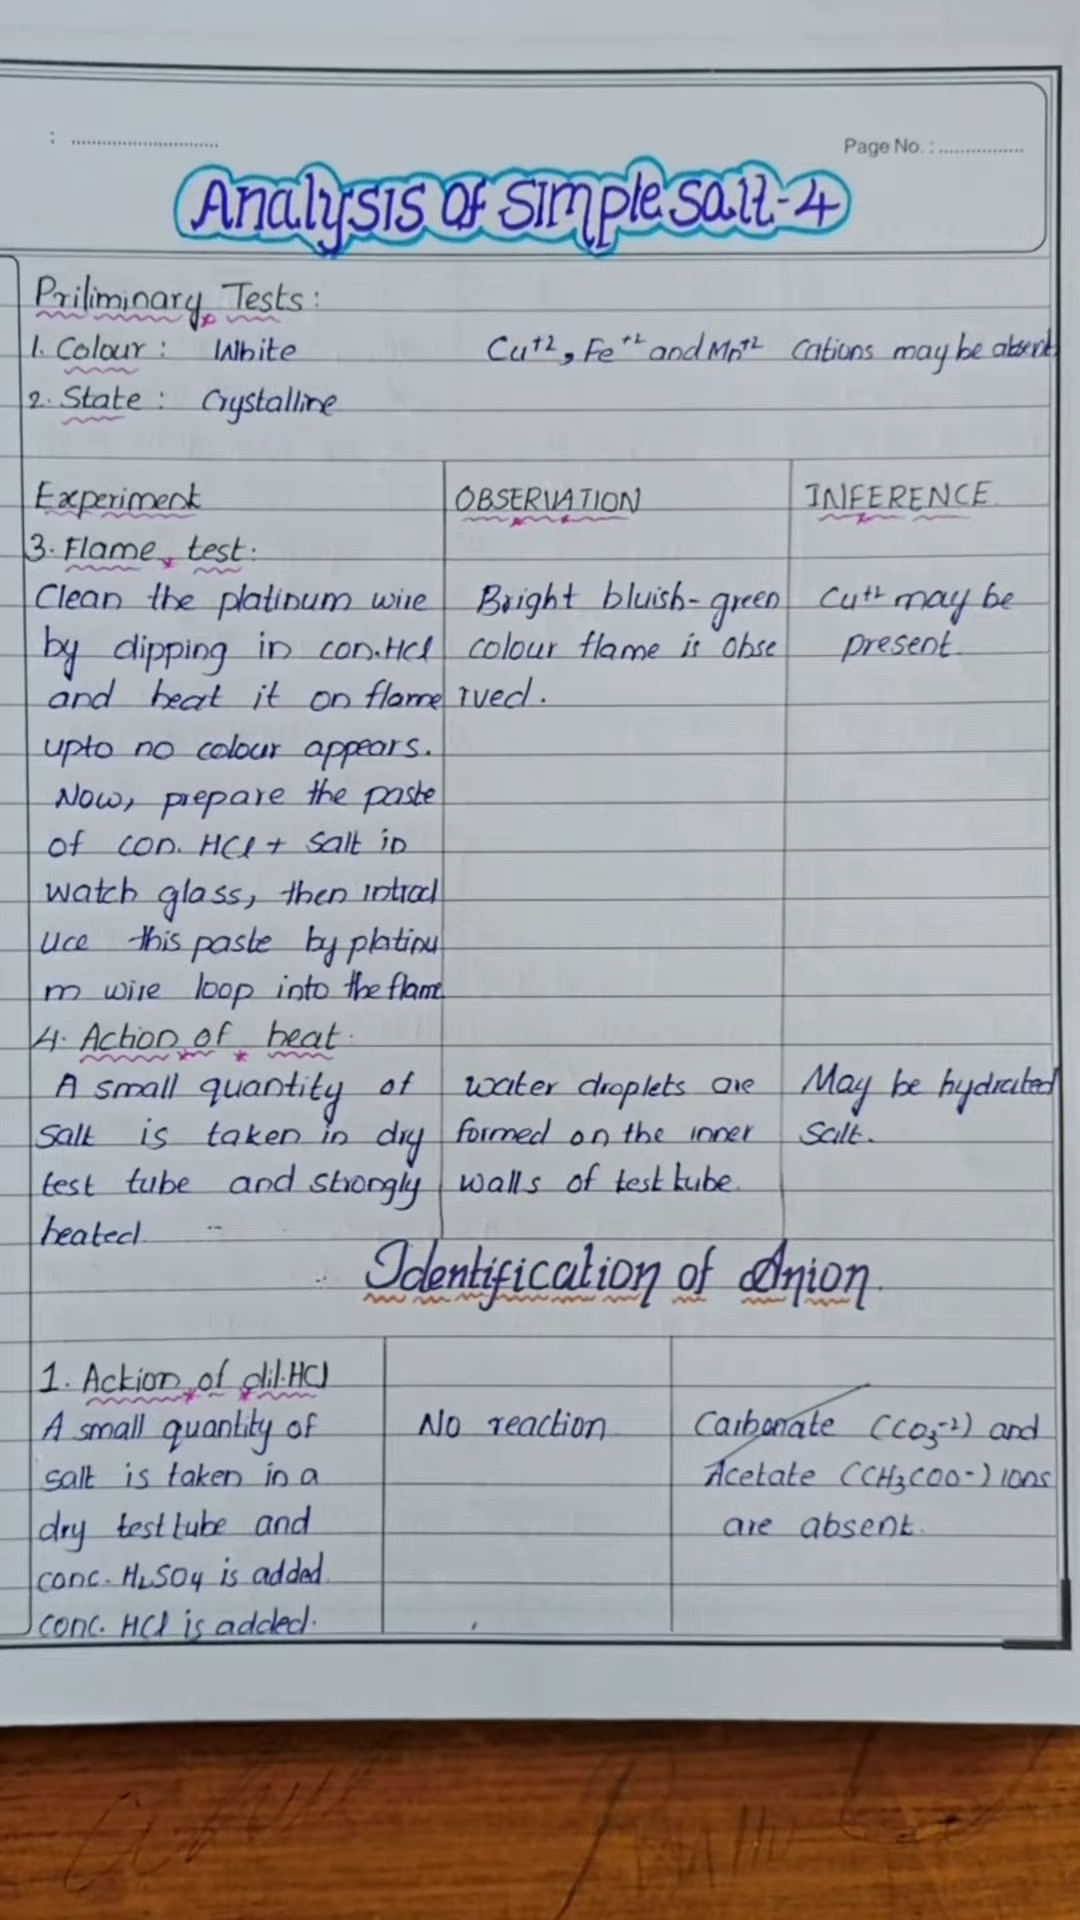 : ................................
Page No. : ..................
Analysis of simple salt-4
Priliminary Tests :
1. Colour : White Cu+2, Fe+2 and Mn+2 Cations may be absent
2. State : Crystalline
Experiment OBSERVATION INFERENCE
3. Flame test :
Clean the platinum wire Bright bluish-green Cu+2 may be
by dipping in con.Hcl colour flame is obse present.
and heat it on flame rved.
upto no colour appears.
Now, prepare the paste
of con. HCl + Salt in
watch glass, then introd
uce this paste by platinu
m wire loop into the flame
4. Action of heat.
A small quantity of water droplets are May be hydrated
Salt is taken in dry formed on the inner Salt.
test tube and strongly walls of test tube.
heated.
Identification of Anion.
1. Action of dil.HCl
A small quantity of No reaction Carbonate (CO3-2) and
salt is taken in a Acetate (CH3COO-) ions
dry test tube and are absent.
conc. H2SO4 is added.
conc. HCl is added.